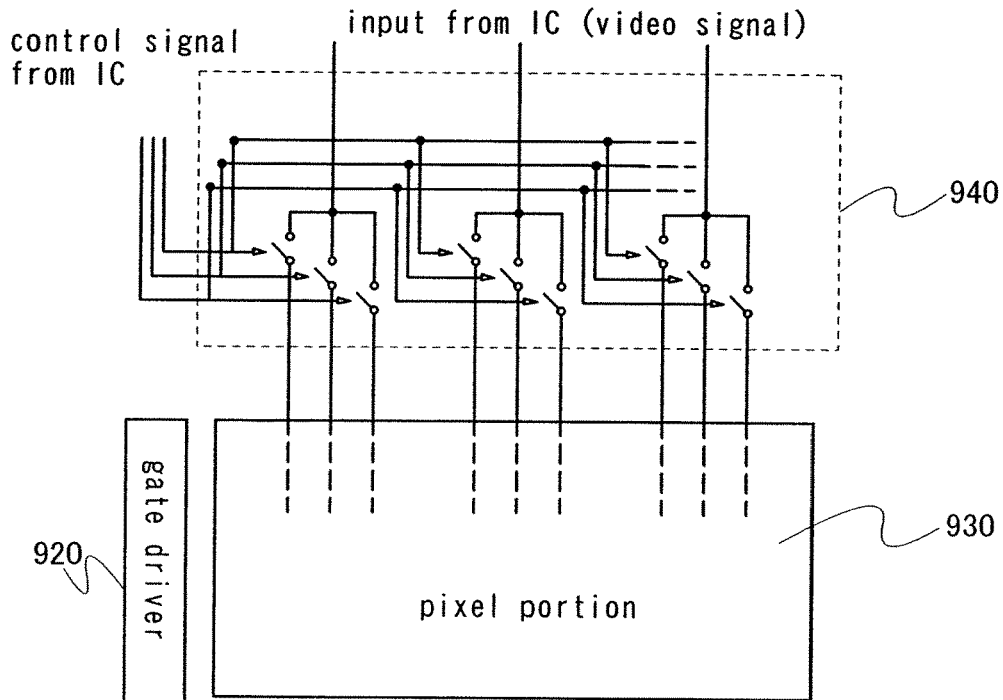 input from IC (video signal)
control signal
from IC
940
gate driver
920
930
pixel portion